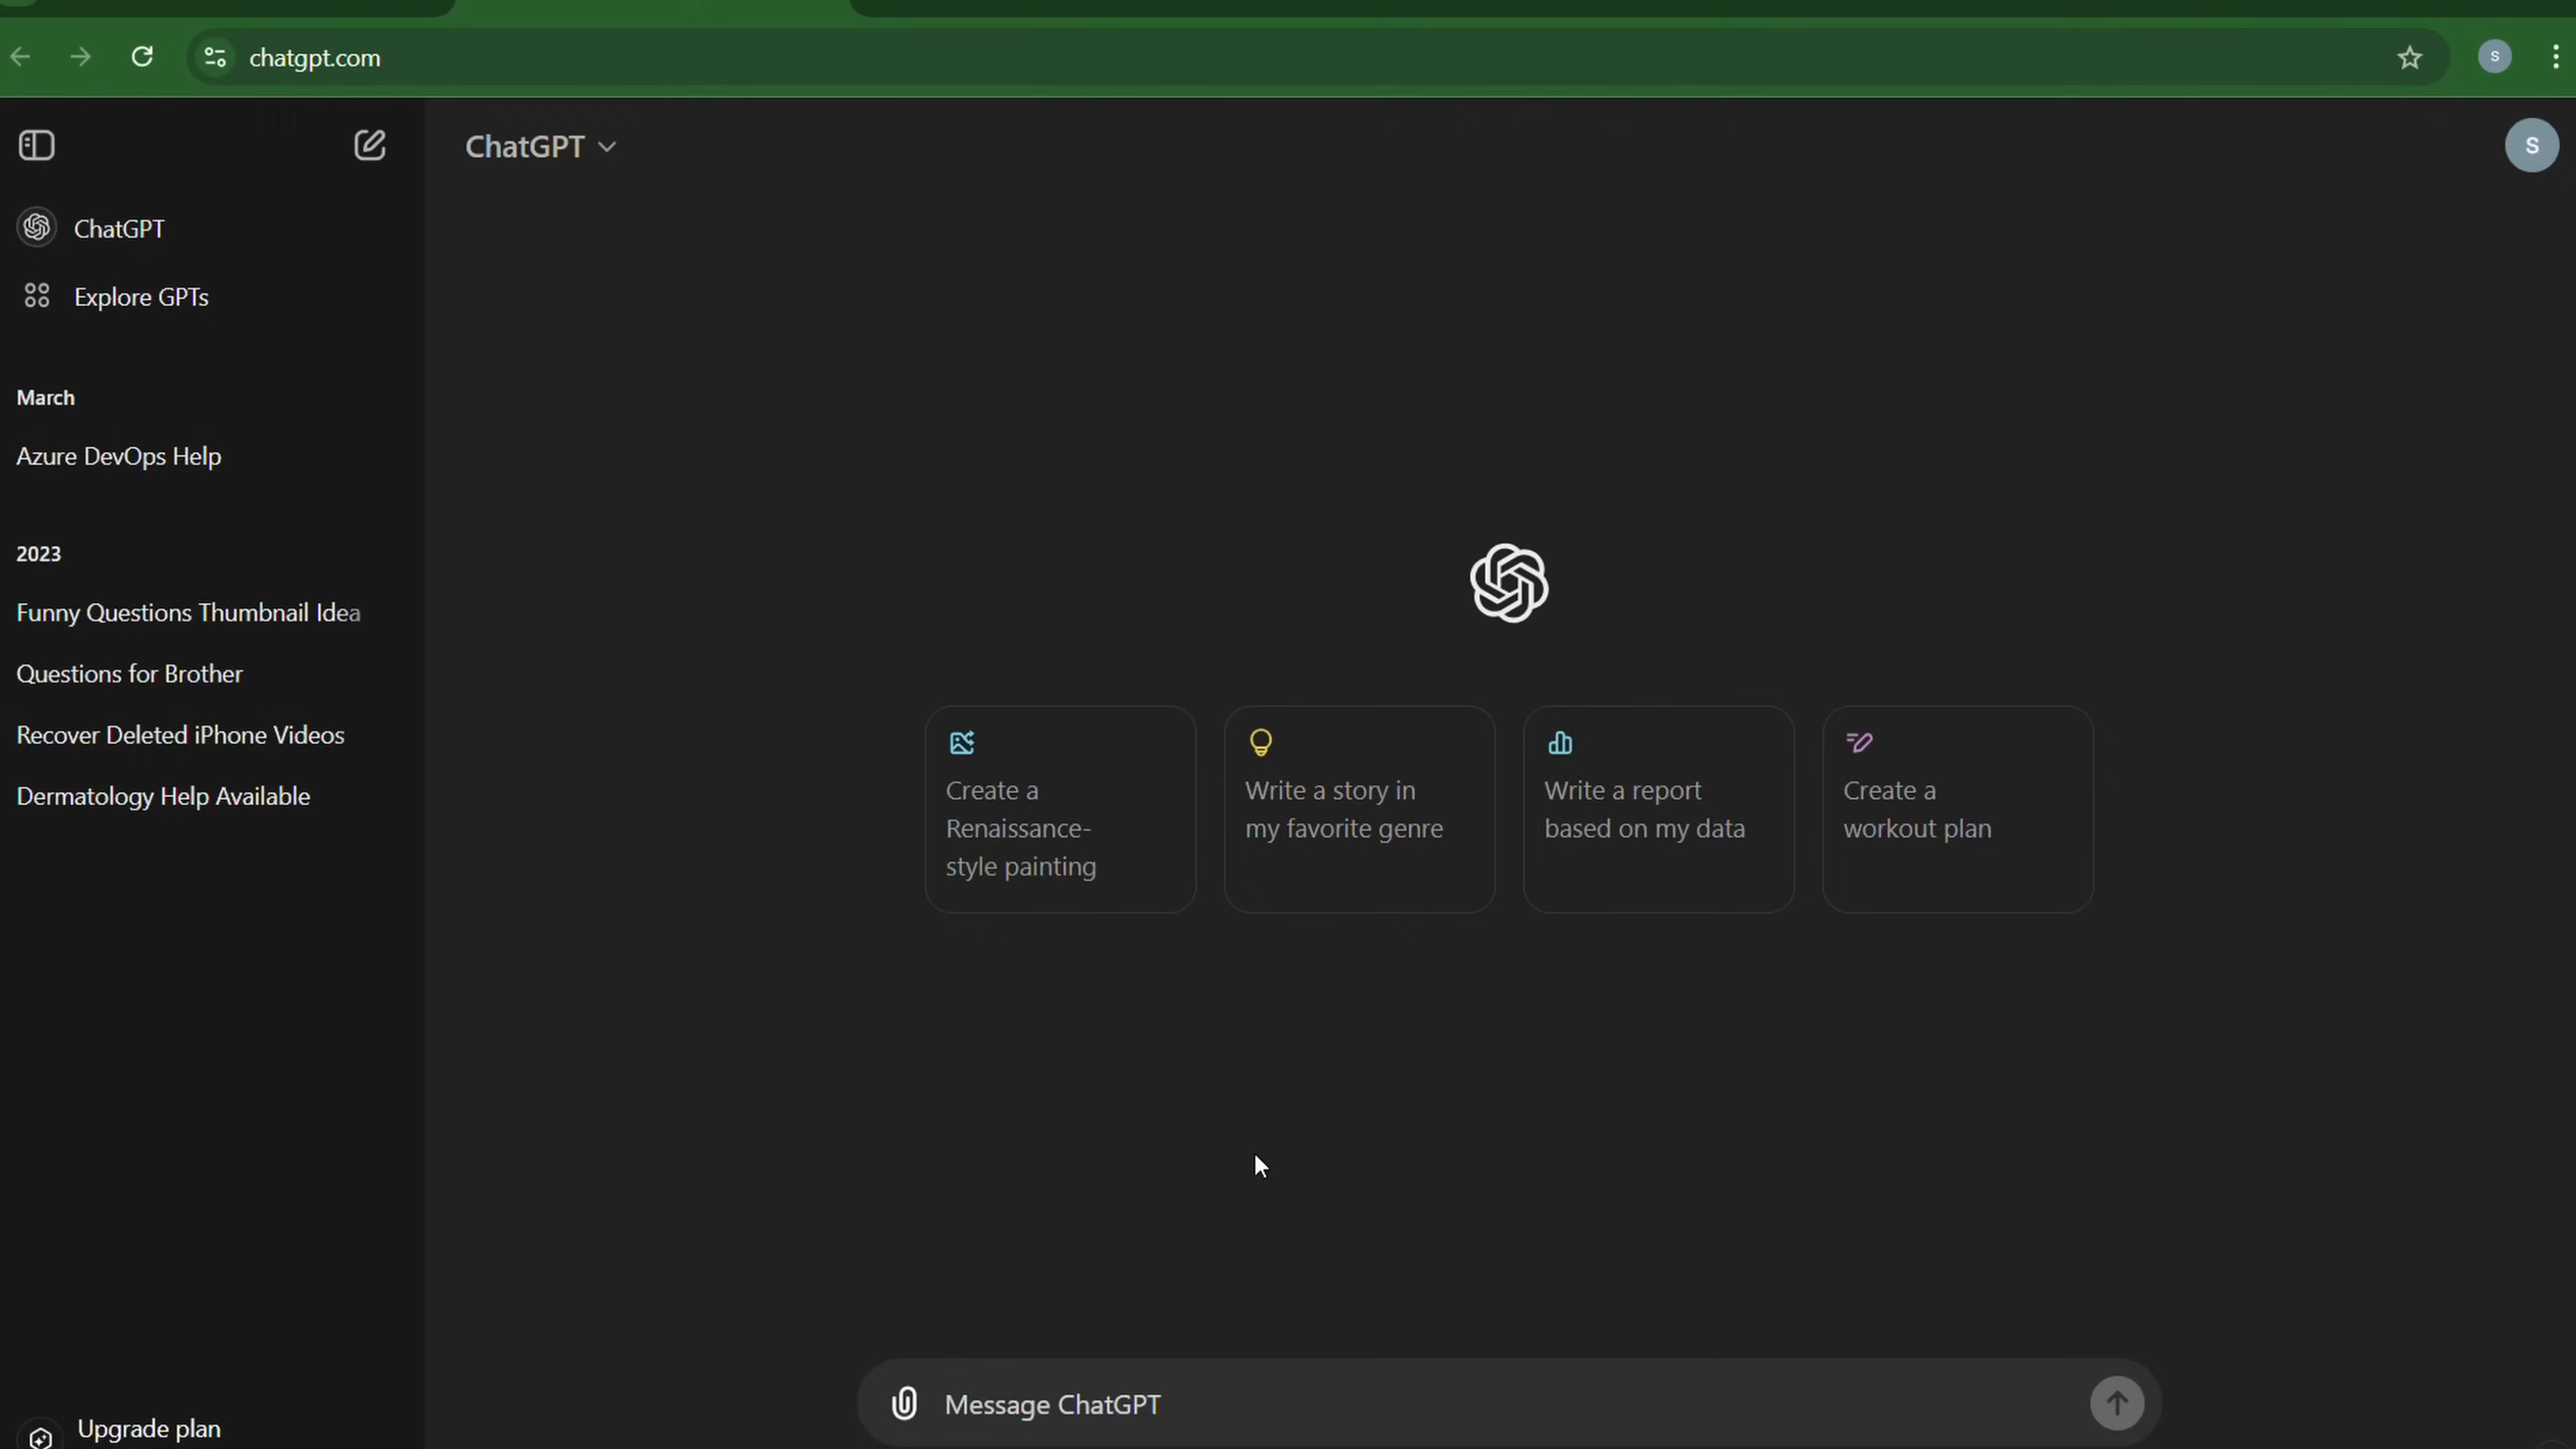 chatgpt.com
S
ChatGPT
S
ChatGPT
Explore GPTs
March
Azure DevOps Help
2023
Funny Questions Thumbnail Idea
Questions for Brother
Recover Deleted iPhone Videos
Dermatology Help Available
Create a
Renaissance-
style painting
Write a story in
my favorite genre
Write a report
based on my data
Create a
workout plan
Message ChatGPT
Upgrade plan